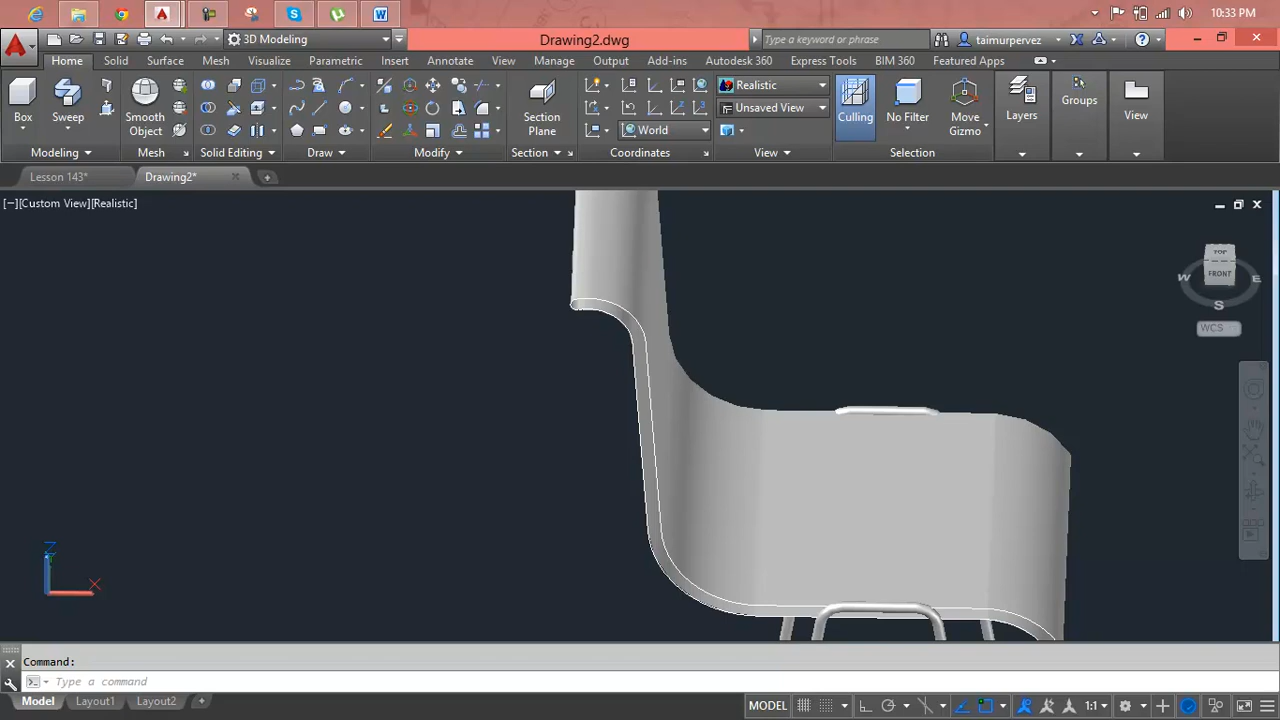 10:33 PM
3D Modeling
Drawing2.dwg
Type a keyword or phrase
taimurpervez
Home Solid Surface Mesh Visualize Parametric Insert Annotate View Manage Output Add-ins Autodesk 360 Express Tools BIM 360 Featured Apps
Box
Sweep
Smooth Object
Section Plane
Realistic
Unsaved View
World
Culling
No Filter
Move Gizmo
Layers
Groups
View
Modeling Mesh Solid Editing Draw Modify Section Coordinates View Selection
Lesson 143* Drawing2*
[−][Custom View][Realistic]
TOP
W FRONT E
S
WCS
Z
X
Command:
Type a command
Model Layout1 Layout2
MODEL 1:1